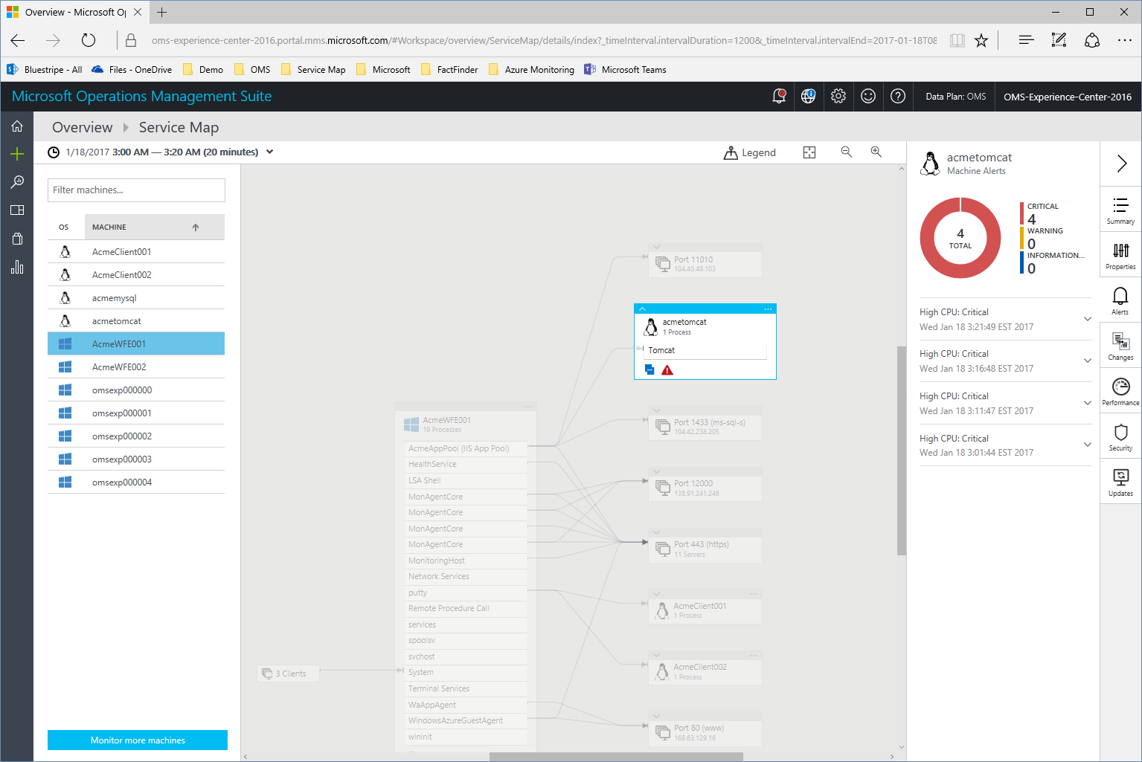 Overview - Microsoft O
oms-experience-center-2016.portal.mms.microsoft.com/#Workspace/overview/ServiceMap/details/index?_timeInterval.intervalDuration=1200&_timeInterval.intervalEnd=2017-01-18T08
Bluestripe - All Files - OneDrive Demo OMS Service Map Microsoft FactFinder Azure Monitoring Microsoft Teams
Microsoft Operations Management Suite
Data Plan: OMS
OMS-Experience-Center-2016
Overview Service Map
1/18/2017 3:00 AM — 3:20 AM (20 minutes)
Legend
Filter machines...
OS MACHINE
AcmeClient001
AcmeClient002
acmemysql
acmetomcat
AcmeWFE001
AcmeWFE002
omsexp000000
omsexp000001
omsexp000002
omsexp000003
omsexp000004
Monitor more machines
3 Clients
AcmeWFE001
19 Processes
AcmeAppPool (IIS App Pool)
HealthService
LSA Shell
MonAgentCore
MonAgentCore
MonAgentCore
MonAgentCore
MonitoringHost
Network Services
putty
Remote Procedure Call
services
spoolsv
svchost
System
Terminal Services
WaAppAgent
WindowsAzureGuestAgent
wininit
Port 11010
104.40.49.103
acmetomcat
1 Process
Tomcat
Port 1433 (ms-sql-s)
104.42.238.205
Port 12000
138.91.241.246
Port 443 (https)
11 Servers
AcmeClient001
1 Process
AcmeClient002
1 Process
Port 80 (www)
168.63.129.16
acmetomcat
Machine Alerts
4
TOTAL
CRITICAL
4
WARNING
0
INFORMATION...
0
High CPU: Critical
Wed Jan 18 3:21:49 EST 2017
High CPU: Critical
Wed Jan 18 3:16:48 EST 2017
High CPU: Critical
Wed Jan 18 3:11:47 EST 2017
High CPU: Critical
Wed Jan 18 3:01:44 EST 2017
Summary
Properties
Alerts
Changes
Performance
Security
Updates